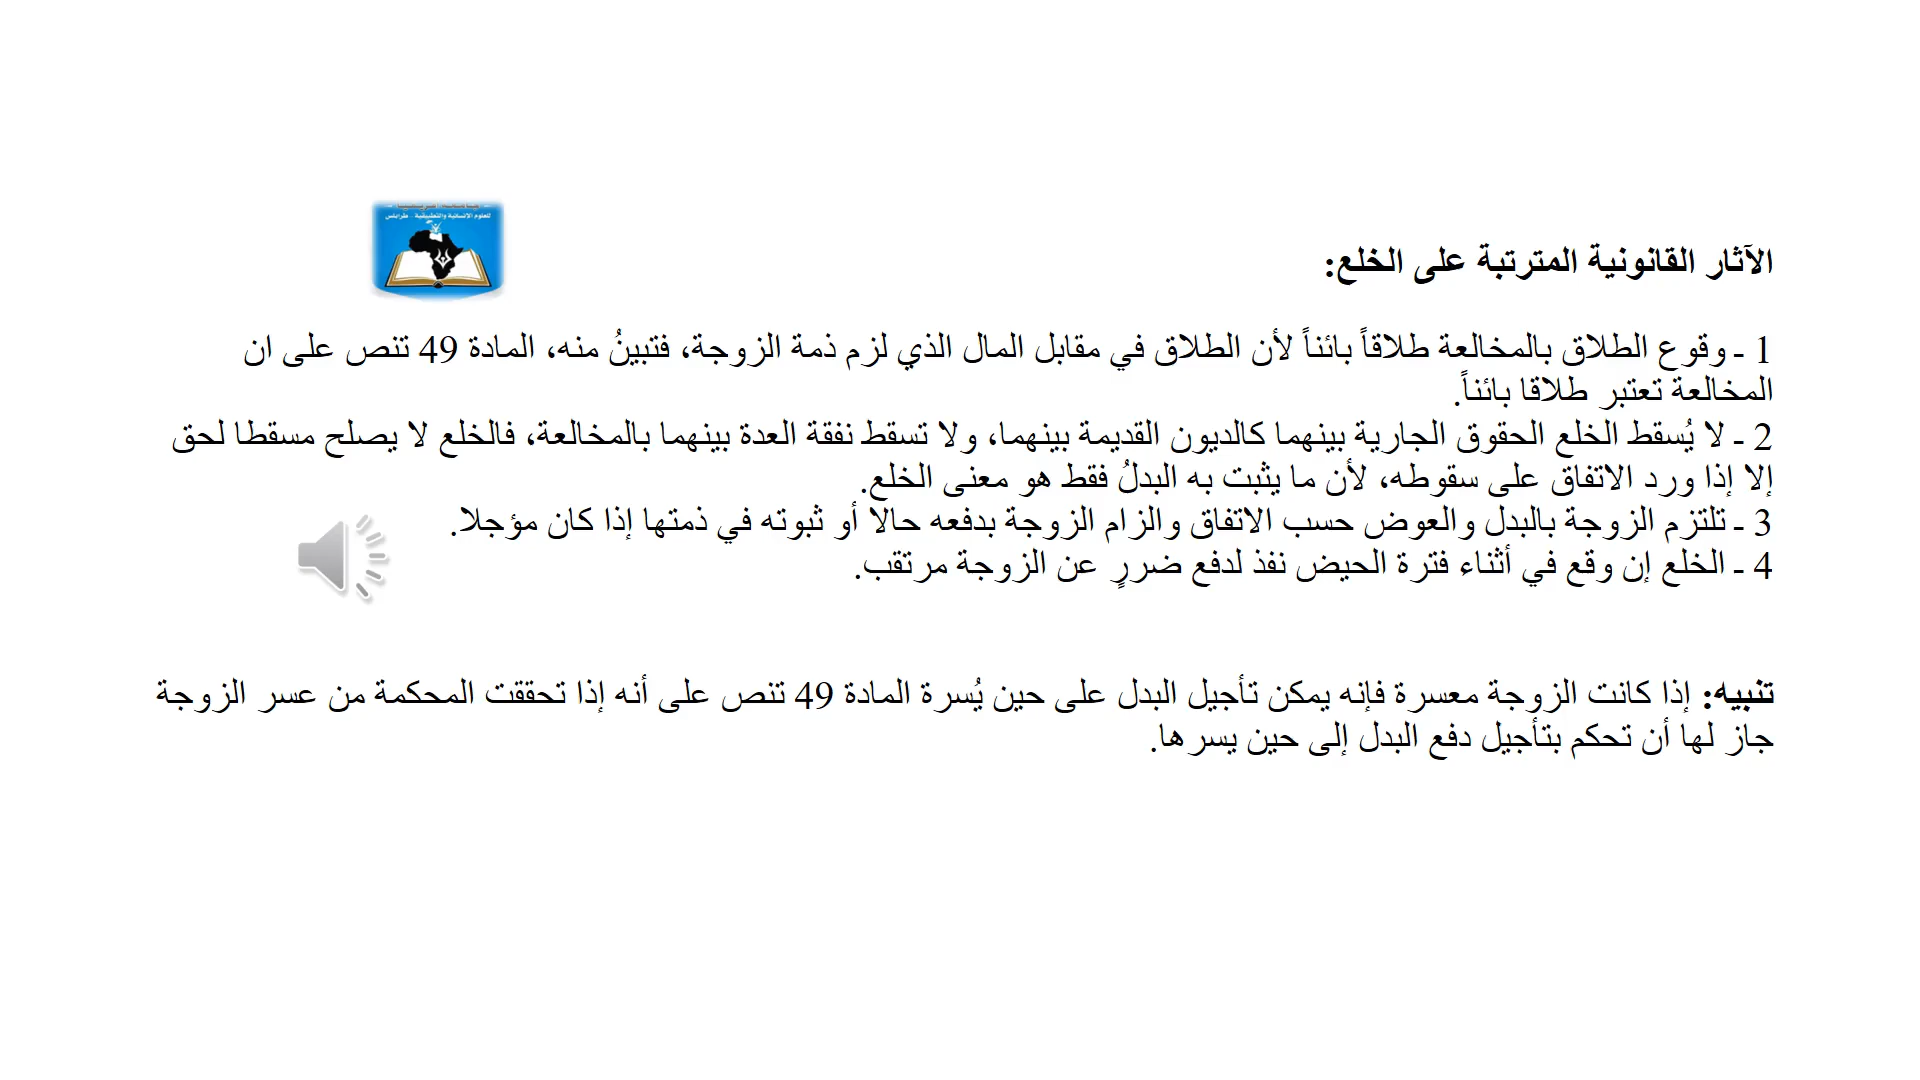 للعلوم الإنسانية والتطبيقية - طرابلس
الآثار القانونية المترتبة على الخلع:
1 ـ وقوع الطلاق بالمخالعة طلاقاً بائناً لأن الطلاق في مقابل المال الذي لزم ذمة الزوجة، فتبينُ منه، المادة 49 تنص على ان
المخالعة تعتبر طلاقا بائناً.
2 ـ لا يُسقط الخلع الحقوق الجارية بينهما كالديون القديمة بينهما، ولا تسقط نفقة العدة بينهما بالمخالعة، فالخلع لا يصلح مسقطا لحق
إلا إذا ورد الاتفاق على سقوطه، لأن ما يثبت به البدلُ فقط هو معنى الخلع.
3 ـ تلتزم الزوجة بالبدل والعوض حسب الاتفاق والزام الزوجة بدفعه حالا أو ثبوته في ذمتها إذا كان مؤجلا.
4 ـ الخلع إن وقع في أثناء فترة الحيض نفذ لدفع ضررٍ عن الزوجة مرتقب.
تنبيه: إذا كانت الزوجة معسرة فإنه يمكن تأجيل البدل على حين يُسرة المادة 49 تنص على أنه إذا تحققت المحكمة من عسر الزوجة
جاز لها أن تحكم بتأجيل دفع البدل إلى حين يسرها.